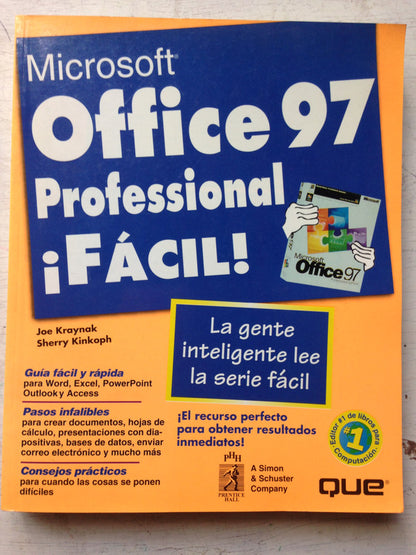 Microsoft®
Office 97
Professional
¡FÁCIL!
Microsoft
Office 97
Joe Kraynak
Sherry Kinkoph
La gente
inteligente lee
la serie fácil
Guía fácil y rápida
para Word, Excel, PowerPoint
Outlook y Access
Pasos infalibles
para crear documentos, hojas de
cálculo, presentaciones con dia-
positivas, bases de datos, enviar
correo electrónico y mucho más
Consejos prácticos
para cuando las cosas se ponen
difíciles
¡El recurso perfecto
para obtener resultados
inmediatos!
PHH
PRENTICE
HALL
A Simon
& Schuster
Company
Editor #1 de libros para
Computación
#1
QUE®